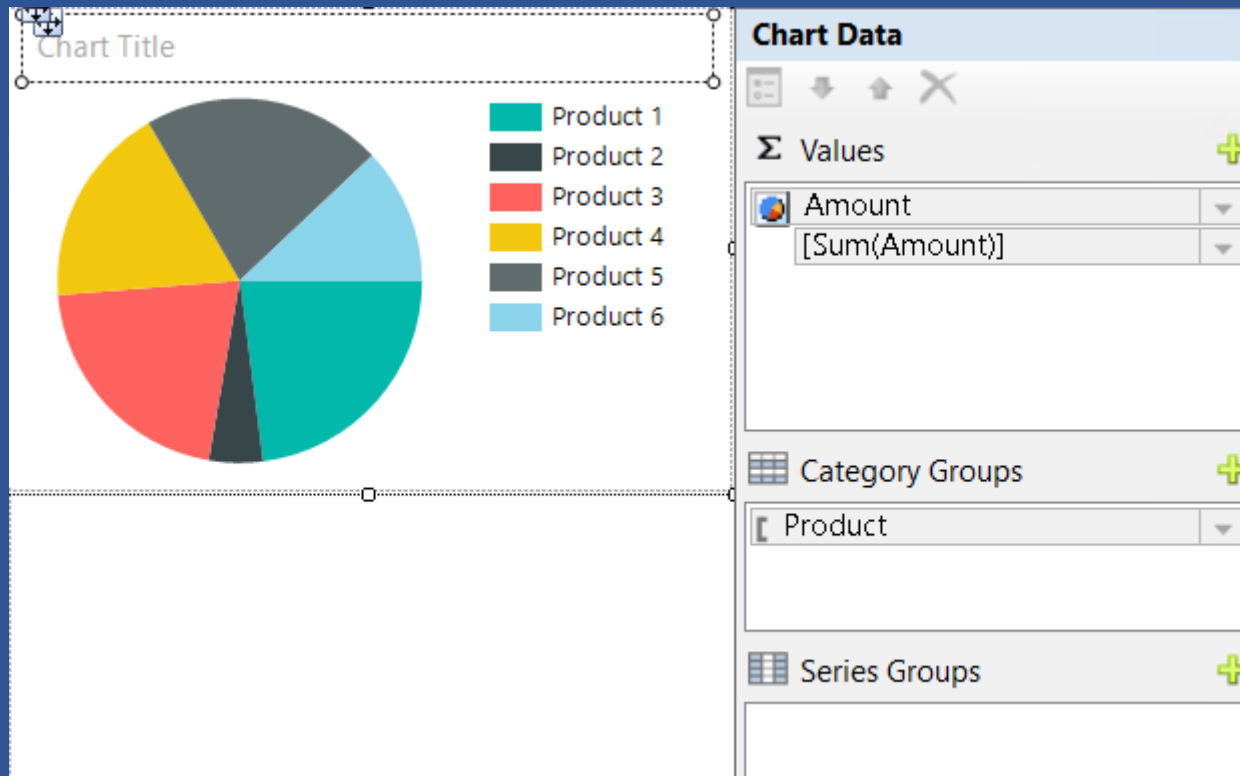 Chart Title
Product 1
Product 2
Product 3
Product 4
Product 5
Product 6
Chart Data
Σ Values
Amount
[Sum(Amount)]
Category Groups
Product
Series Groups